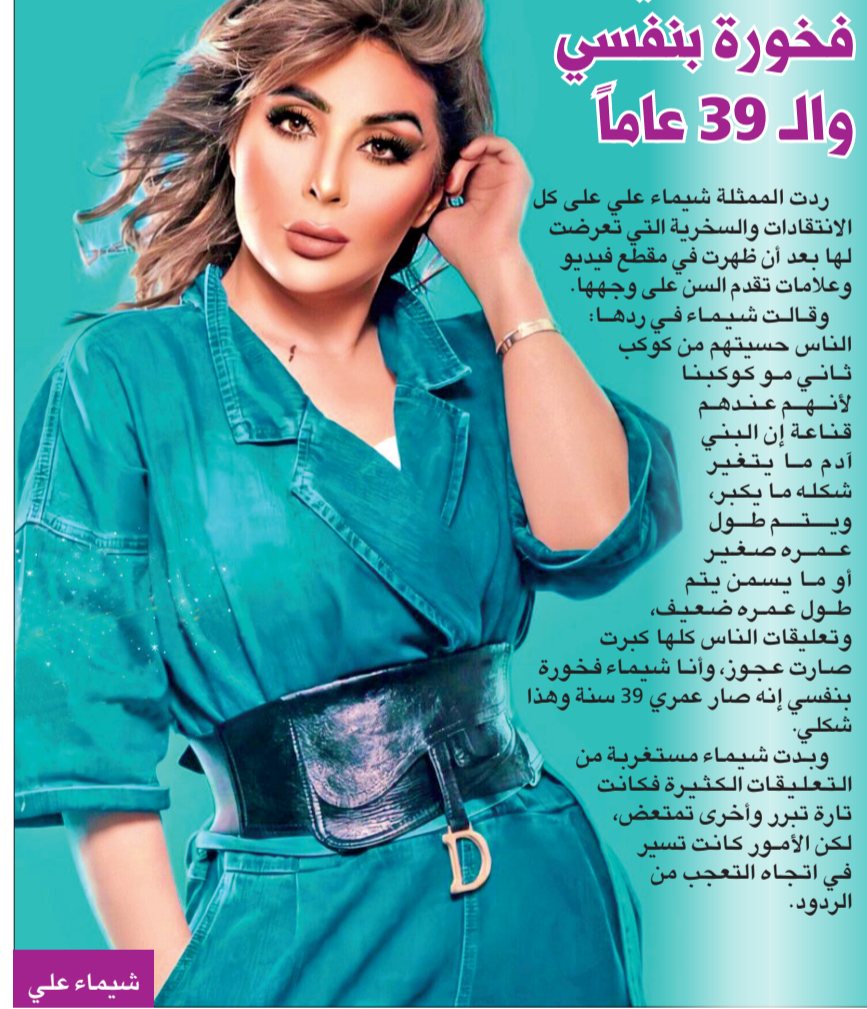 فخورة بنفسي
والـ 39 عاماً
ردت الممثلة شيماء علي على كل
الانتقادات والسخرية التي تعرضت
لها بعد أن ظهرت في مقطع فيديو
وعلامات تقدم السن على وجهها.
وقالت شيماء في ردها:
الناس حسيتهم من كوكب
ثاني مو كوكبنا
لأنهم عندهم
قناعة إن البني
آدم ما يتغير
شكله ما يكبر،
ويتم طول
عمره صغير
أو ما يسمن يتم
طول عمره ضعيف،
وتعليقات الناس كلها كبرت
صارت عجوز، وأنا شيماء فخورة
بنفسي إنه صار عمري 39 سنة وهذا
شكلي.
وبدت شيماء مستغربة من
التعليقات الكثيرة فكانت
تارة تبرر وأخرى تمتعض،
لكن الأمور كانت تسير
في اتجاه التعجب من
الردود.
D
شيماء علي